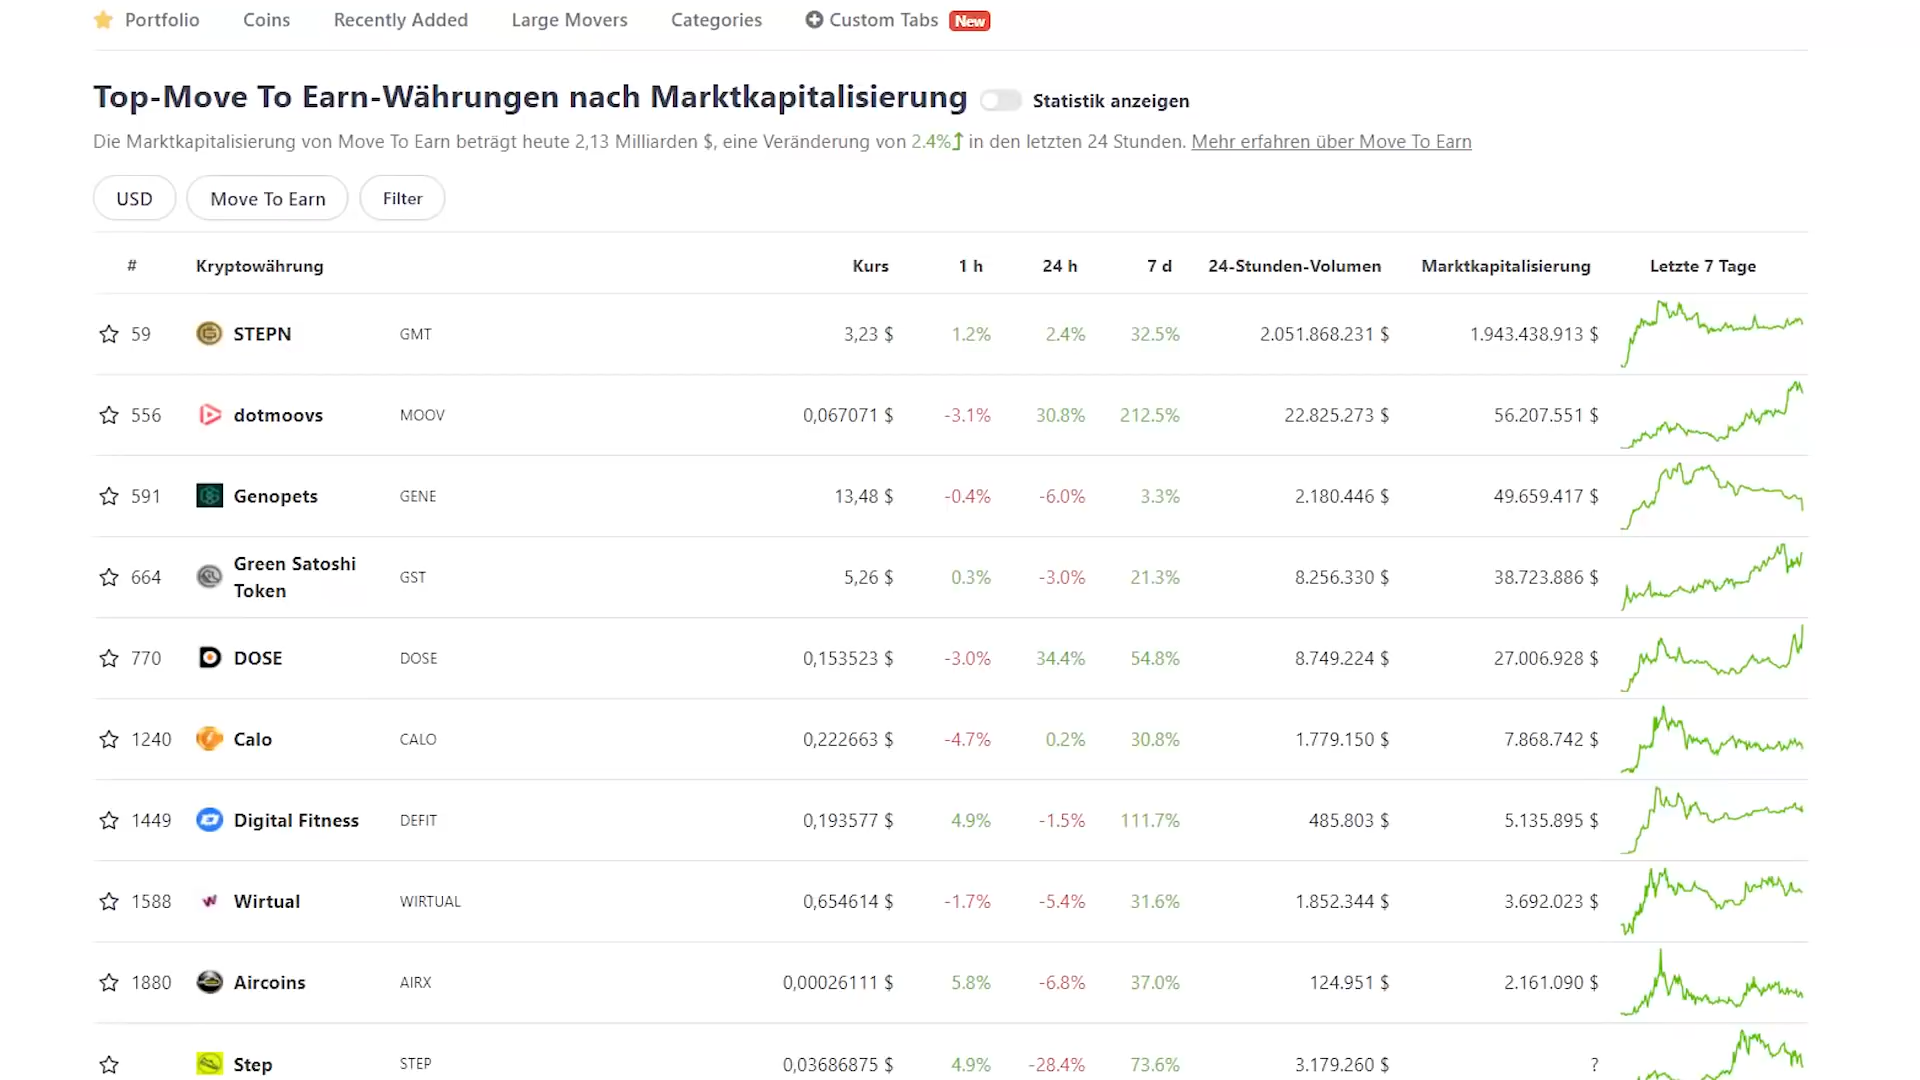 Portfolio Coins Recently Added Large Movers Categories Custom Tabs New
Top-Move To Earn-Währungen nach Marktkapitalisierung Statistik anzeigen
Die Marktkapitalisierung von Move To Earn beträgt heute 2,13 Milliarden $, eine Veränderung von 2.4% in den letzten 24 Stunden. Mehr erfahren über Move To Earn
USD Move To Earn Filter
# Kryptowährung Kurs 1 h 24 h 7 d 24-Stunden-Volumen Marktkapitalisierung Letzte 7 Tage
59 STEPN GMT 3,23 $ 1.2% 2.4% 32.5% 2.051.868.231 $ 1.943.438.913 $
556 dotmoovs MOOV 0,067071 $ -3.1% 30.8% 212.5% 22.825.273 $ 56.207.551 $
591 Genopets GENE 13,48 $ -0.4% -6.0% 3.3% 2.180.446 $ 49.659.417 $
664 Green Satoshi Token GST 5,26 $ 0.3% -3.0% 21.3% 8.256.330 $ 38.723.886 $
770 DOSE DOSE 0,153523 $ -3.0% 34.4% 54.8% 8.749.224 $ 27.006.928 $
1240 Calo CALO 0,222663 $ -4.7% 0.2% 30.8% 1.779.150 $ 7.868.742 $
1449 Digital Fitness DEFIT 0,193577 $ 4.9% -1.5% 111.7% 485.803 $ 5.135.895 $
1588 Wirtual WIRTUAL 0,654614 $ -1.7% -5.4% 31.6% 1.852.344 $ 3.692.023 $
1880 Aircoins AIRX 0,00026111 $ 5.8% -6.8% 37.0% 124.951 $ 2.161.090 $
Step STEP 0,03686875 $ 4.9% -28.4% 73.6% 3.179.260 $ ?